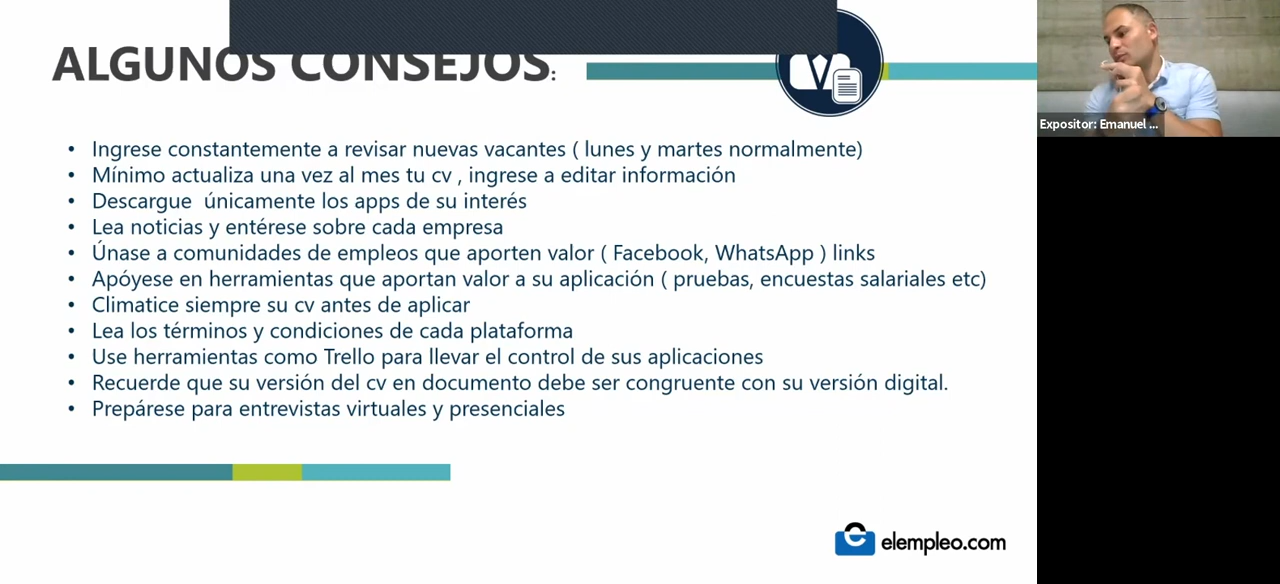 ALGUNOS CONSEJOS:
• Ingrese constantemente a revisar nuevas vacantes ( lunes y martes normalmente)
• Mínimo actualiza una vez al mes tu cv , ingrese a editar información
• Descargue  únicamente los apps de su interés
• Lea noticias y entérese sobre cada empresa
• Únase a comunidades de empleos que aporten valor ( Facebook, WhatsApp ) links
• Apóyese en herramientas que aportan valor a su aplicación ( pruebas, encuestas salariales etc)
• Climatice siempre su cv antes de aplicar
• Lea los términos y condiciones de cada plataforma
• Use herramientas como Trello para llevar el control de sus aplicaciones
• Recuerde que su versión del cv en documento debe ser congruente con su versión digital.
• Prepárese para entrevistas virtuales y presenciales
elempleo.com
Expositor: Emanuel ...